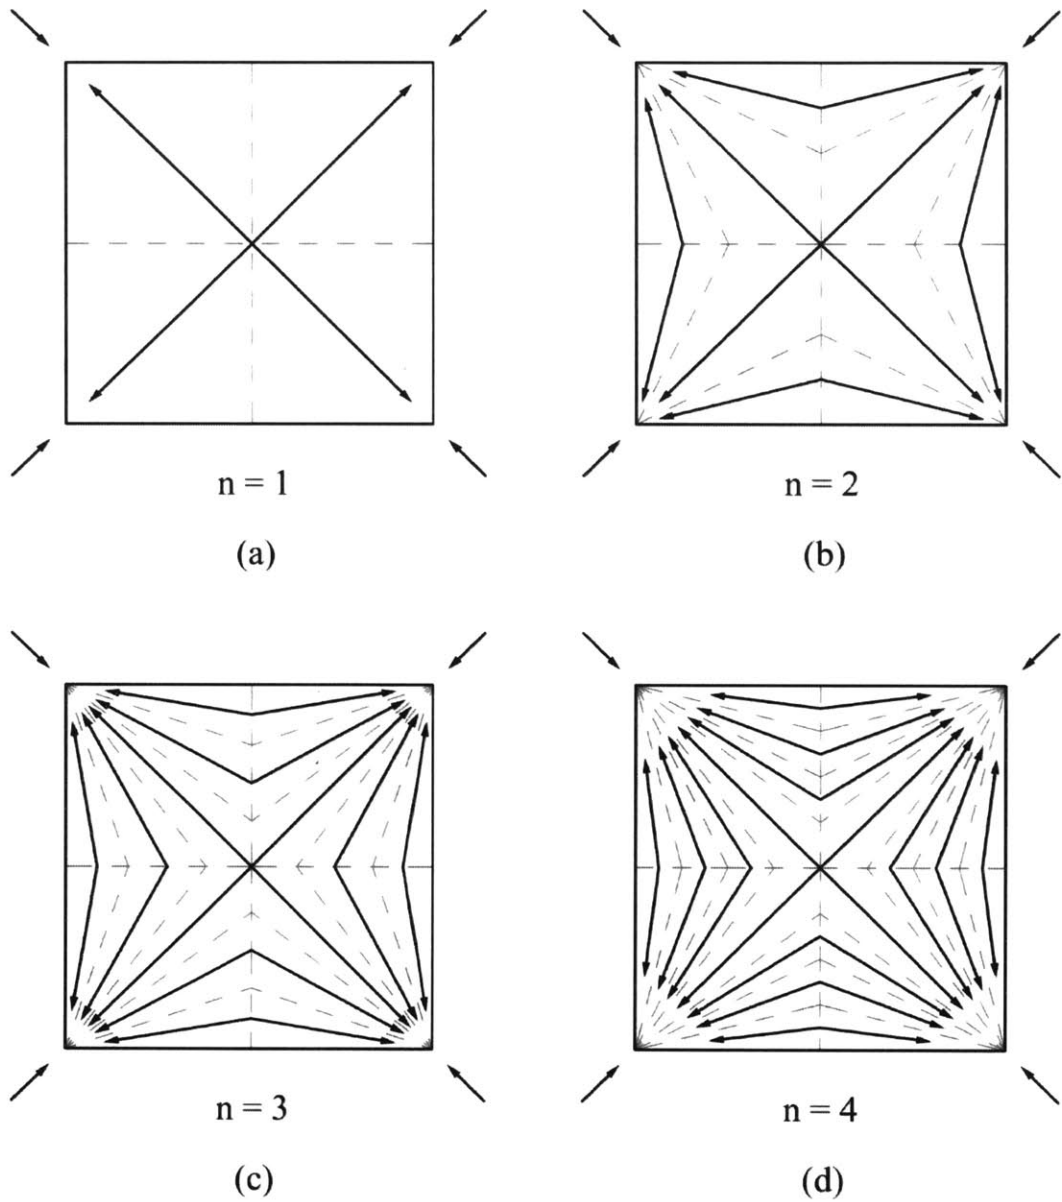 n = 1
n = 2
(a)
(b)
n = 3
n = 4
(c)
(d)